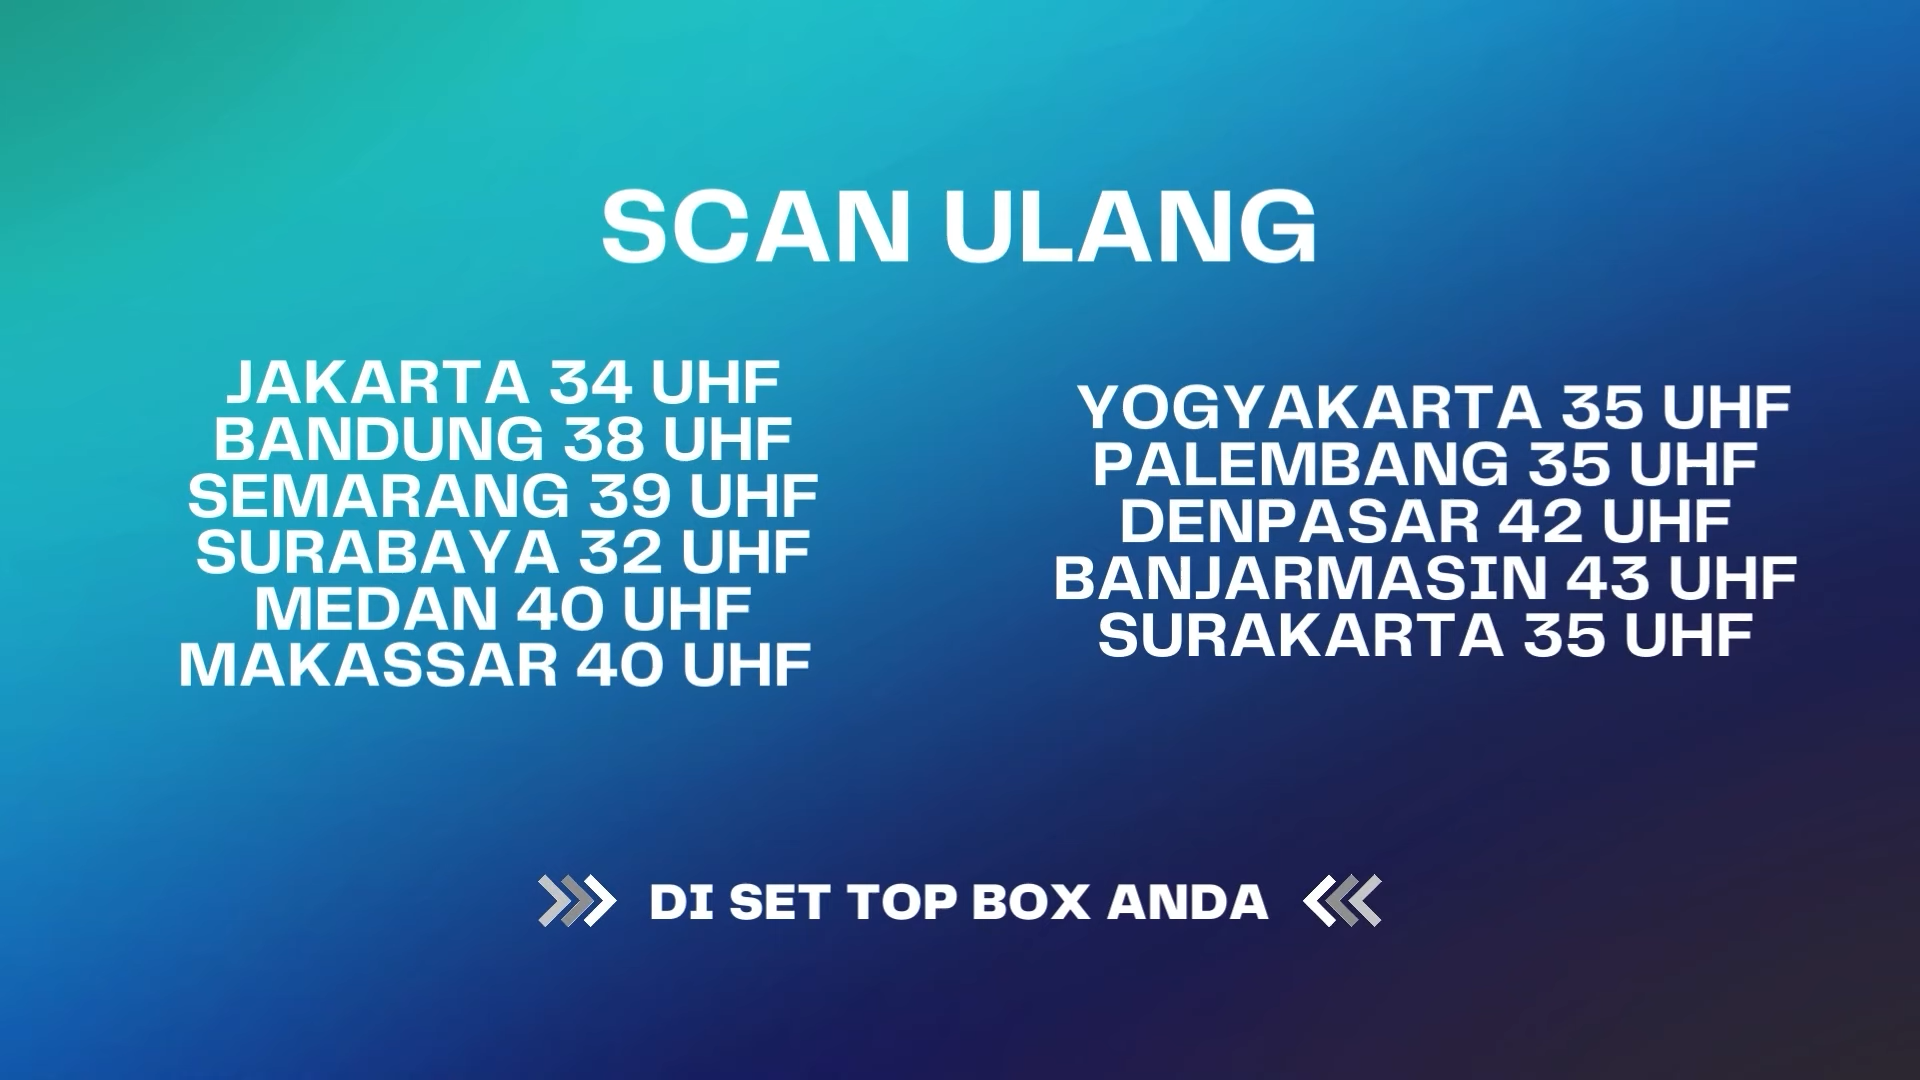 SCAN ULANG
JAKARTA 34 UHF
BANDUNG 38 UHF
SEMARANG 39 UHF
SURABAYA 32 UHF
MEDAN 40 UHF
MAKASSAR 40 UHF
YOGYAKARTA 35 UHF
PALEMBANG 35 UHF
DENPASAR 42 UHF
BANJARMASIN 43 UHF
SURAKARTA 35 UHF
DI SET TOP BOX ANDA